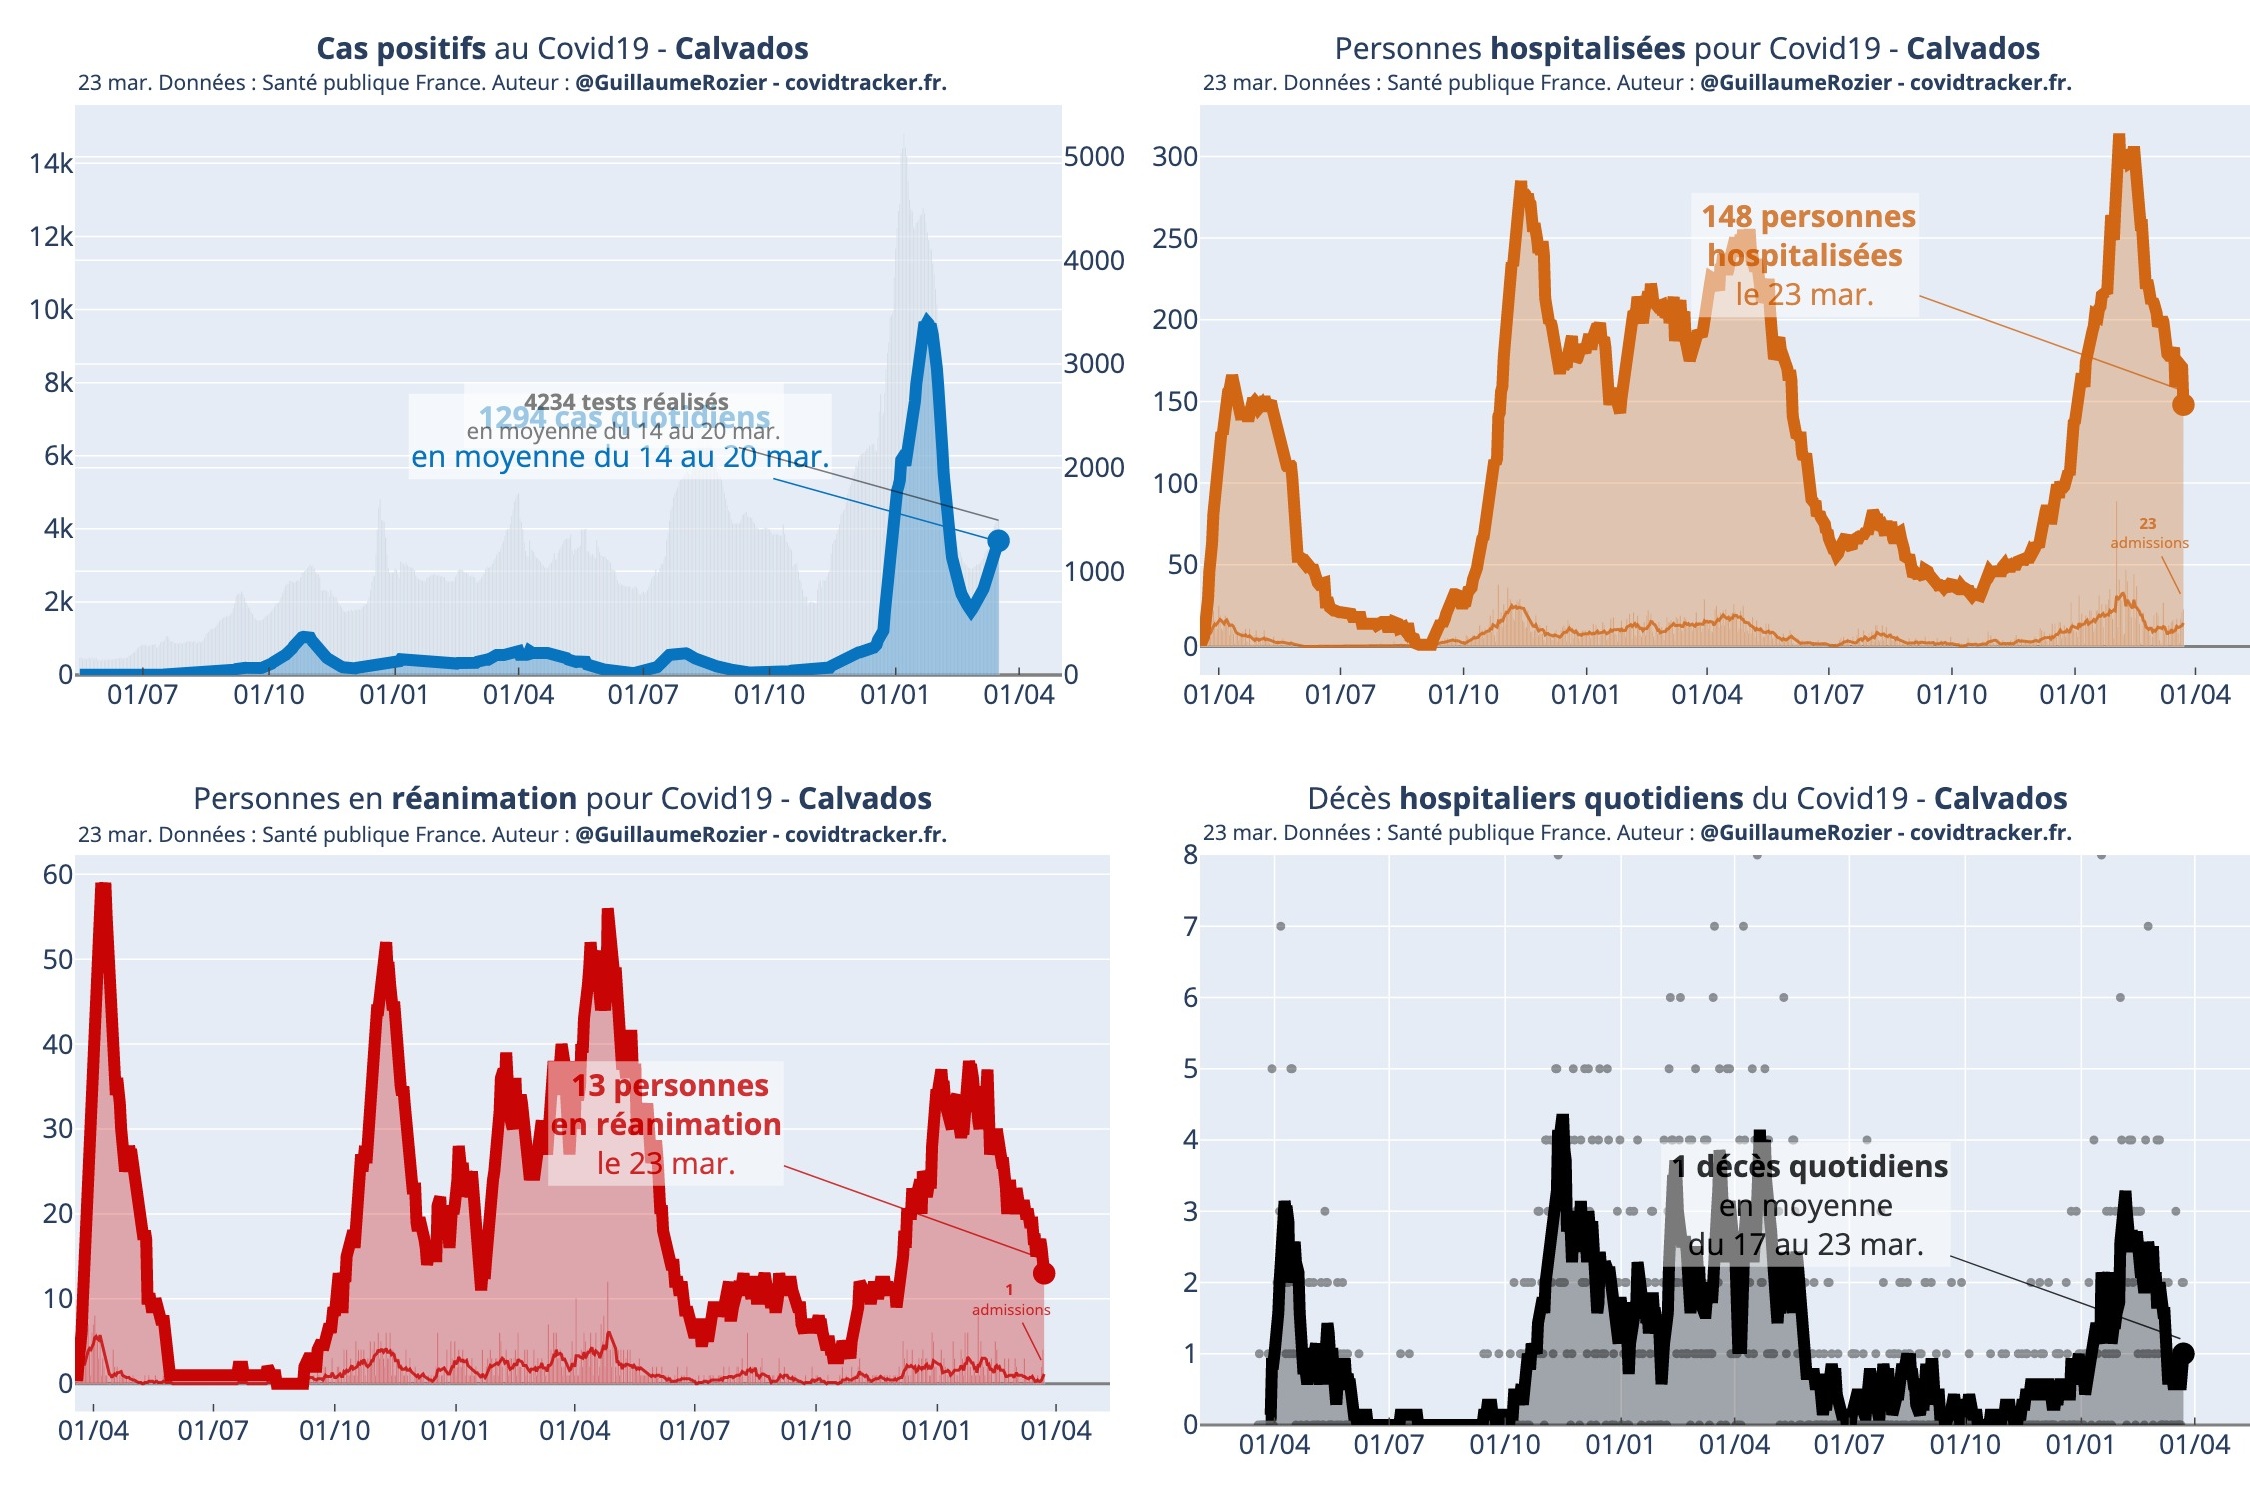 Cas positifs au Covid19 - Calvados
23 mar. Données : Santé publique France. Auteur : @GuillaumeRozier - covidtracker.fr.
14k
12k
10k
8k
6k
4k
2k
0
5000
4000
3000
2000
1000
0
4234 tests réalisés
1294 cas quotidiens
en moyenne du 14 au 20 mar.
en moyenne du 14 au 20 mar.
01/07 01/10 01/01 01/04 01/07 01/10 01/01 01/04
Personnes hospitalisées pour Covid19 - Calvados
23 mar. Données : Santé publique France. Auteur : @GuillaumeRozier - covidtracker.fr.
300
250
200
150
100
50
0
148 personnes
hospitalisées
le 23 mar.
23
admissions
01/04 01/07 01/10 01/01 01/04 01/07 01/10 01/01 01/04
Personnes en réanimation pour Covid19 - Calvados
23 mar. Données : Santé publique France. Auteur : @GuillaumeRozier - covidtracker.fr.
60
50
40
30
20
10
0
13 personnes
en réanimation
le 23 mar.
1
admissions
01/04 01/07 01/10 01/01 01/04 01/07 01/10 01/01 01/04
Décès hospitaliers quotidiens du Covid19 - Calvados
23 mar. Données : Santé publique France. Auteur : @GuillaumeRozier - covidtracker.fr.
8
7
6
5
4
3
2
1
0
1 décès quotidiens
en moyenne
du 17 au 23 mar.
01/04 01/07 01/10 01/01 01/04 01/07 01/10 01/01 01/04